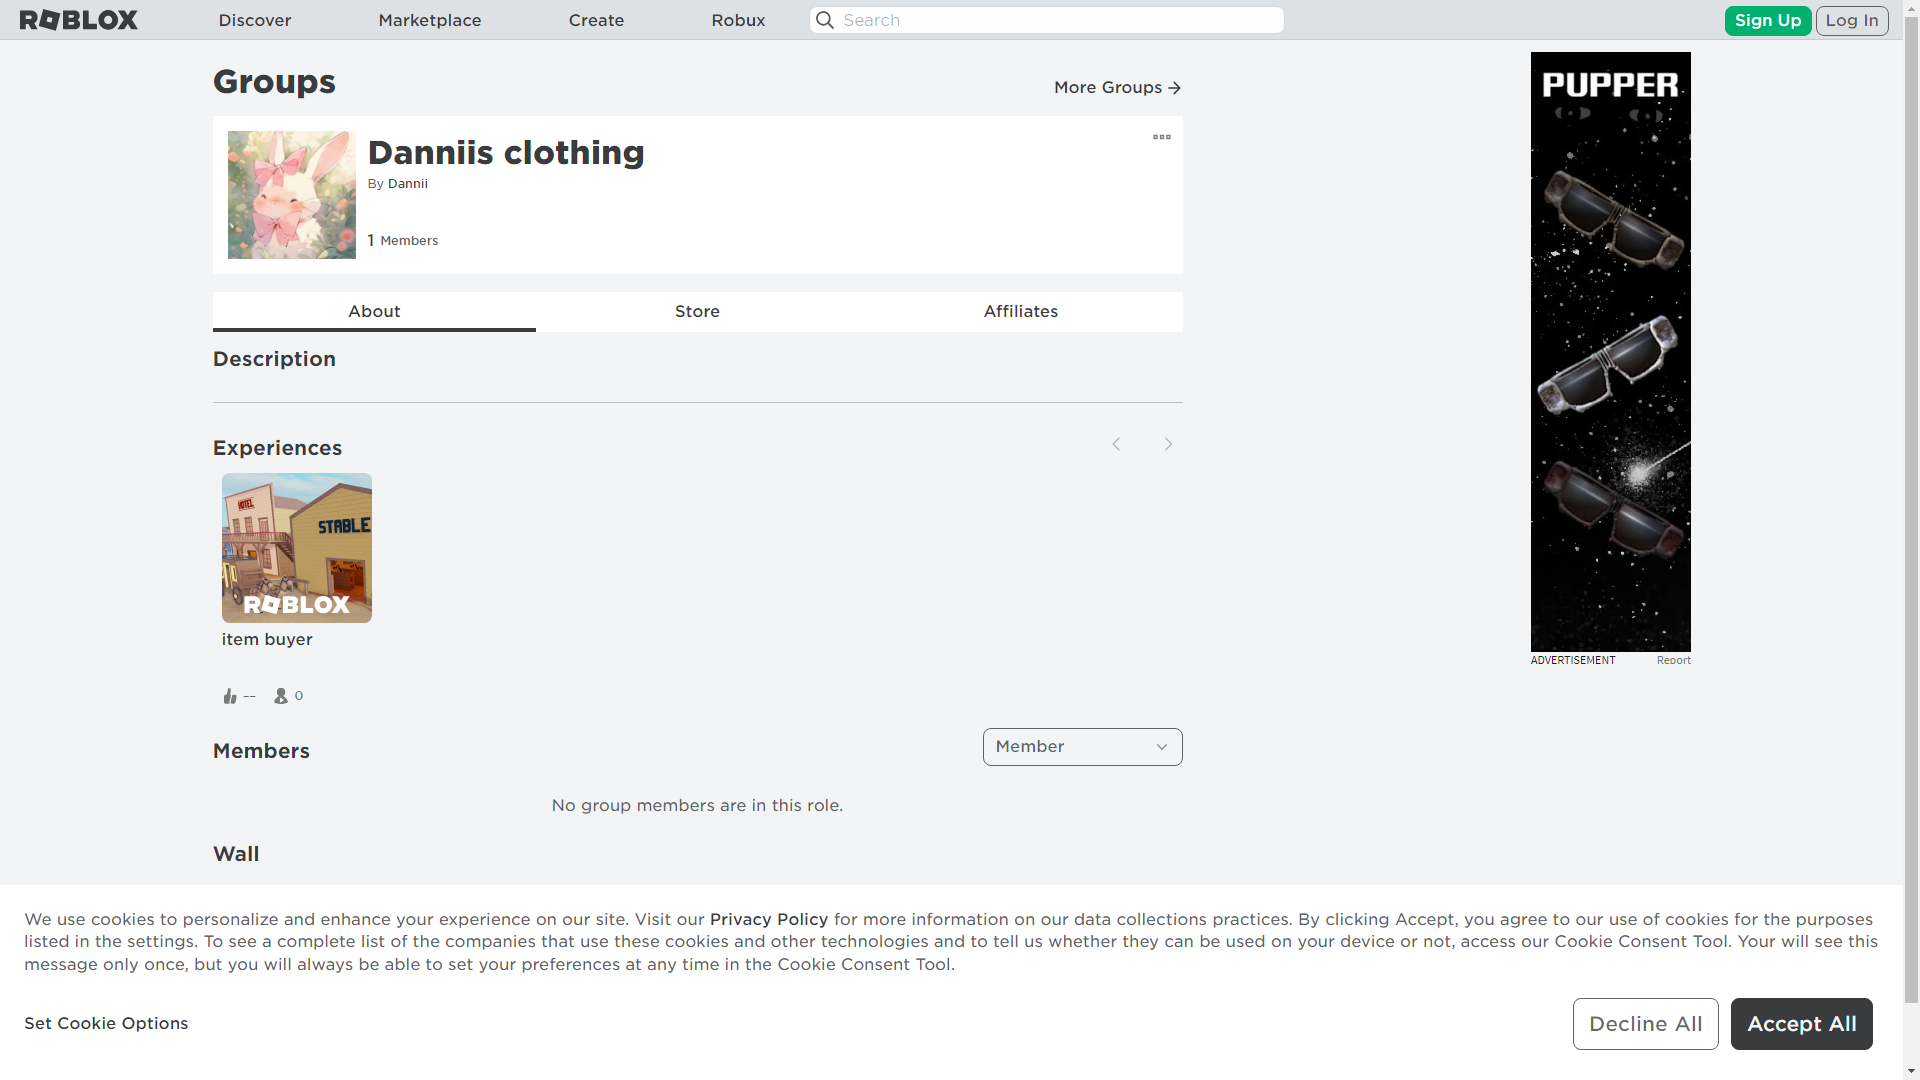 ROBLOX
Discover
Marketplace
Create
Robux
Search
Sign Up
Log In
Groups
More Groups
Danniis clothing
By Dannii
1 Members
About
Store
Affiliates
Description
Experiences
HOTEL
STABLE
ROBLOX
item buyer
--
0
Members
Member
No group members are in this role.
Wall
PUPPER
ADVERTISEMENT
Report
We use cookies to personalize and enhance your experience on our site. Visit our Privacy Policy for more information on our data collections practices. By clicking Accept, you agree to our use of cookies for the purposes
listed in the settings. To see a complete list of the companies that use these cookies and other technologies and to tell us whether they can be used on your device or not, access our Cookie Consent Tool. Your will see this
message only once, but you will always be able to set your preferences at any time in the Cookie Consent Tool.
Set Cookie Options
Decline All
Accept All